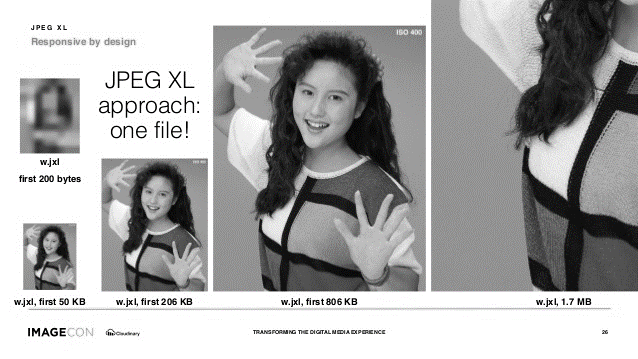 JPEG XL
Responsive by design
JPEG XL
approach:
one file!
ISO 400
w.jxl
first 200 bytes
w.jxl, first 50 KB
w.jxl, first 206 KB
w.jxl, first 806 KB
w.jxl, 1.7 MB
IMAGECON
Cloudinary
TRANSFORMING THE DIGITAL MEDIA EXPERIENCE
26